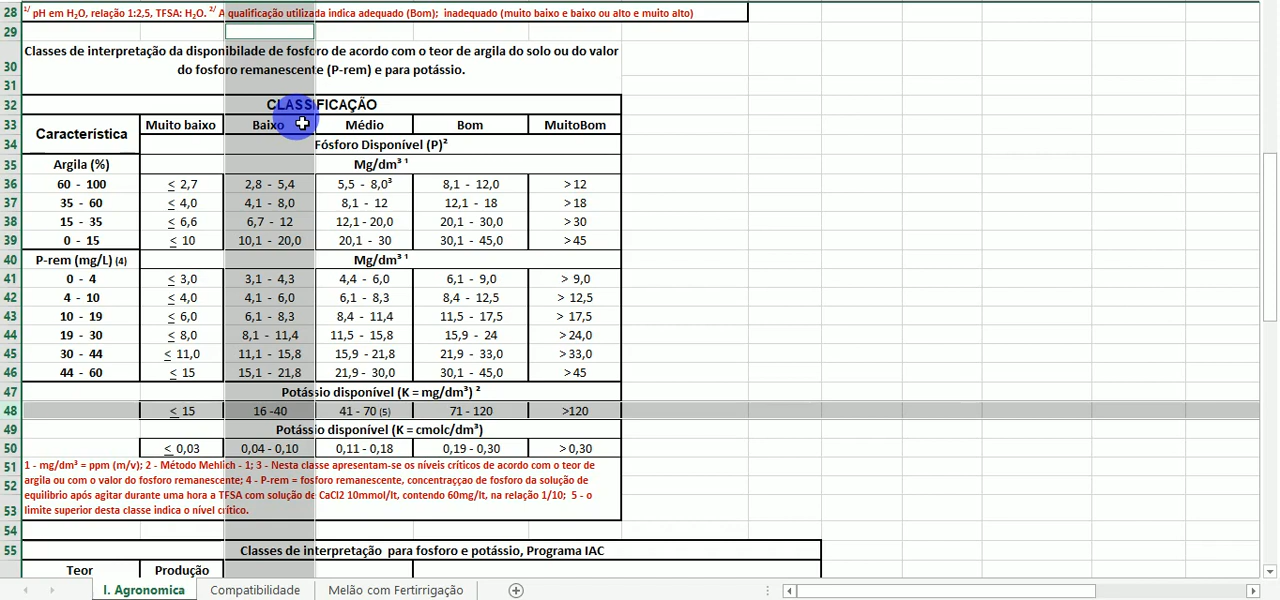 28 ¹/ pH em H₂O, relação 1:2,5, TFSA: H₂O. ²/ A qualificação utilizada indica adequado (Bom); inadequado (muito baixo e baixo ou alto e muito alto)
29
30 Classes de interpretação da disponibilade de fosforo de acordo com o teor de argila do solo ou do valor
do fosforo remanescente (P-rem) e para potássio.
31
32 CLASSIFICAÇÃO
33 Característica Muito baixo Baixo Médio Bom MuitoBom
34 Fósforo Disponível (P)²
35 Argila (%) Mg/dm³ ¹
36 60 - 100 ≤ 2,7 2,8 - 5,4 5,5 - 8,0³ 8,1 - 12,0 >12
37 35 - 60 ≤ 4,0 4,1 - 8,0 8,1 - 12 12,1 - 18 >18
38 15 - 35 ≤ 6,6 6,7 - 12 12,1 - 20,0 20,1 - 30,0 >30
39 0 - 15 ≤ 10 10,1 - 20,0 20,1 - 30 30,1 - 45,0 >45
40 P-rem (mg/L) (4) Mg/dm³ ¹
41 0 - 4 ≤ 3,0 3,1 - 4,3 4,4 - 6,0 6,1 - 9,0 > 9,0
42 4 - 10 ≤ 4,0 4,1 - 6,0 6,1 - 8,3 8,4 - 12,5 > 12,5
43 10 - 19 ≤ 6,0 6,1 - 8,3 8,4 - 11,4 11,5 - 17,5 > 17,5
44 19 - 30 ≤ 8,0 8,1 - 11,4 11,5 - 15,8 15,9 - 24 >24,0
45 30 - 44 ≤ 11,0 11,1 - 15,8 15,9 - 21,8 21,9 - 33,0 >33,0
46 44 - 60 ≤ 15 15,1 - 21,8 21,9 - 30,0 30,1 - 45,0 >45
47 Potássio disponível (K = mg/dm³) ²
48 ≤ 15 16 -40 41 - 70 (5) 71 - 120 >120
49 Potássio disponível (K = cmolc/dm³)
50 ≤ 0,03 0,04 - 0,10 0,11 - 0,18 0,19 - 0,30 >0,30
51 1 - mg/dm³ = ppm (m/v); 2 - Método Mehlich - 1; 3 - Nesta classe apresentam-se os níveis críticos de acordo com o teor de
52 argila ou com o valor do fosforo remanescente; 4 - P-rem = fosforo remanescente, concentraçção de fosforo da solução de
equilibrio após agitar durante uma hora a TFSA com solução de CaCl2 10mmol/lt, contendo 60mg/lt, na relação 1/10; 5 - o
53 limite superior desta classe indica o nível crítico.
54
55 Classes de interpretação para fosforo e potássio, Programa IAC
Teor Produção
I. Agronomica Compatibilidade Melão com Fertirrigação